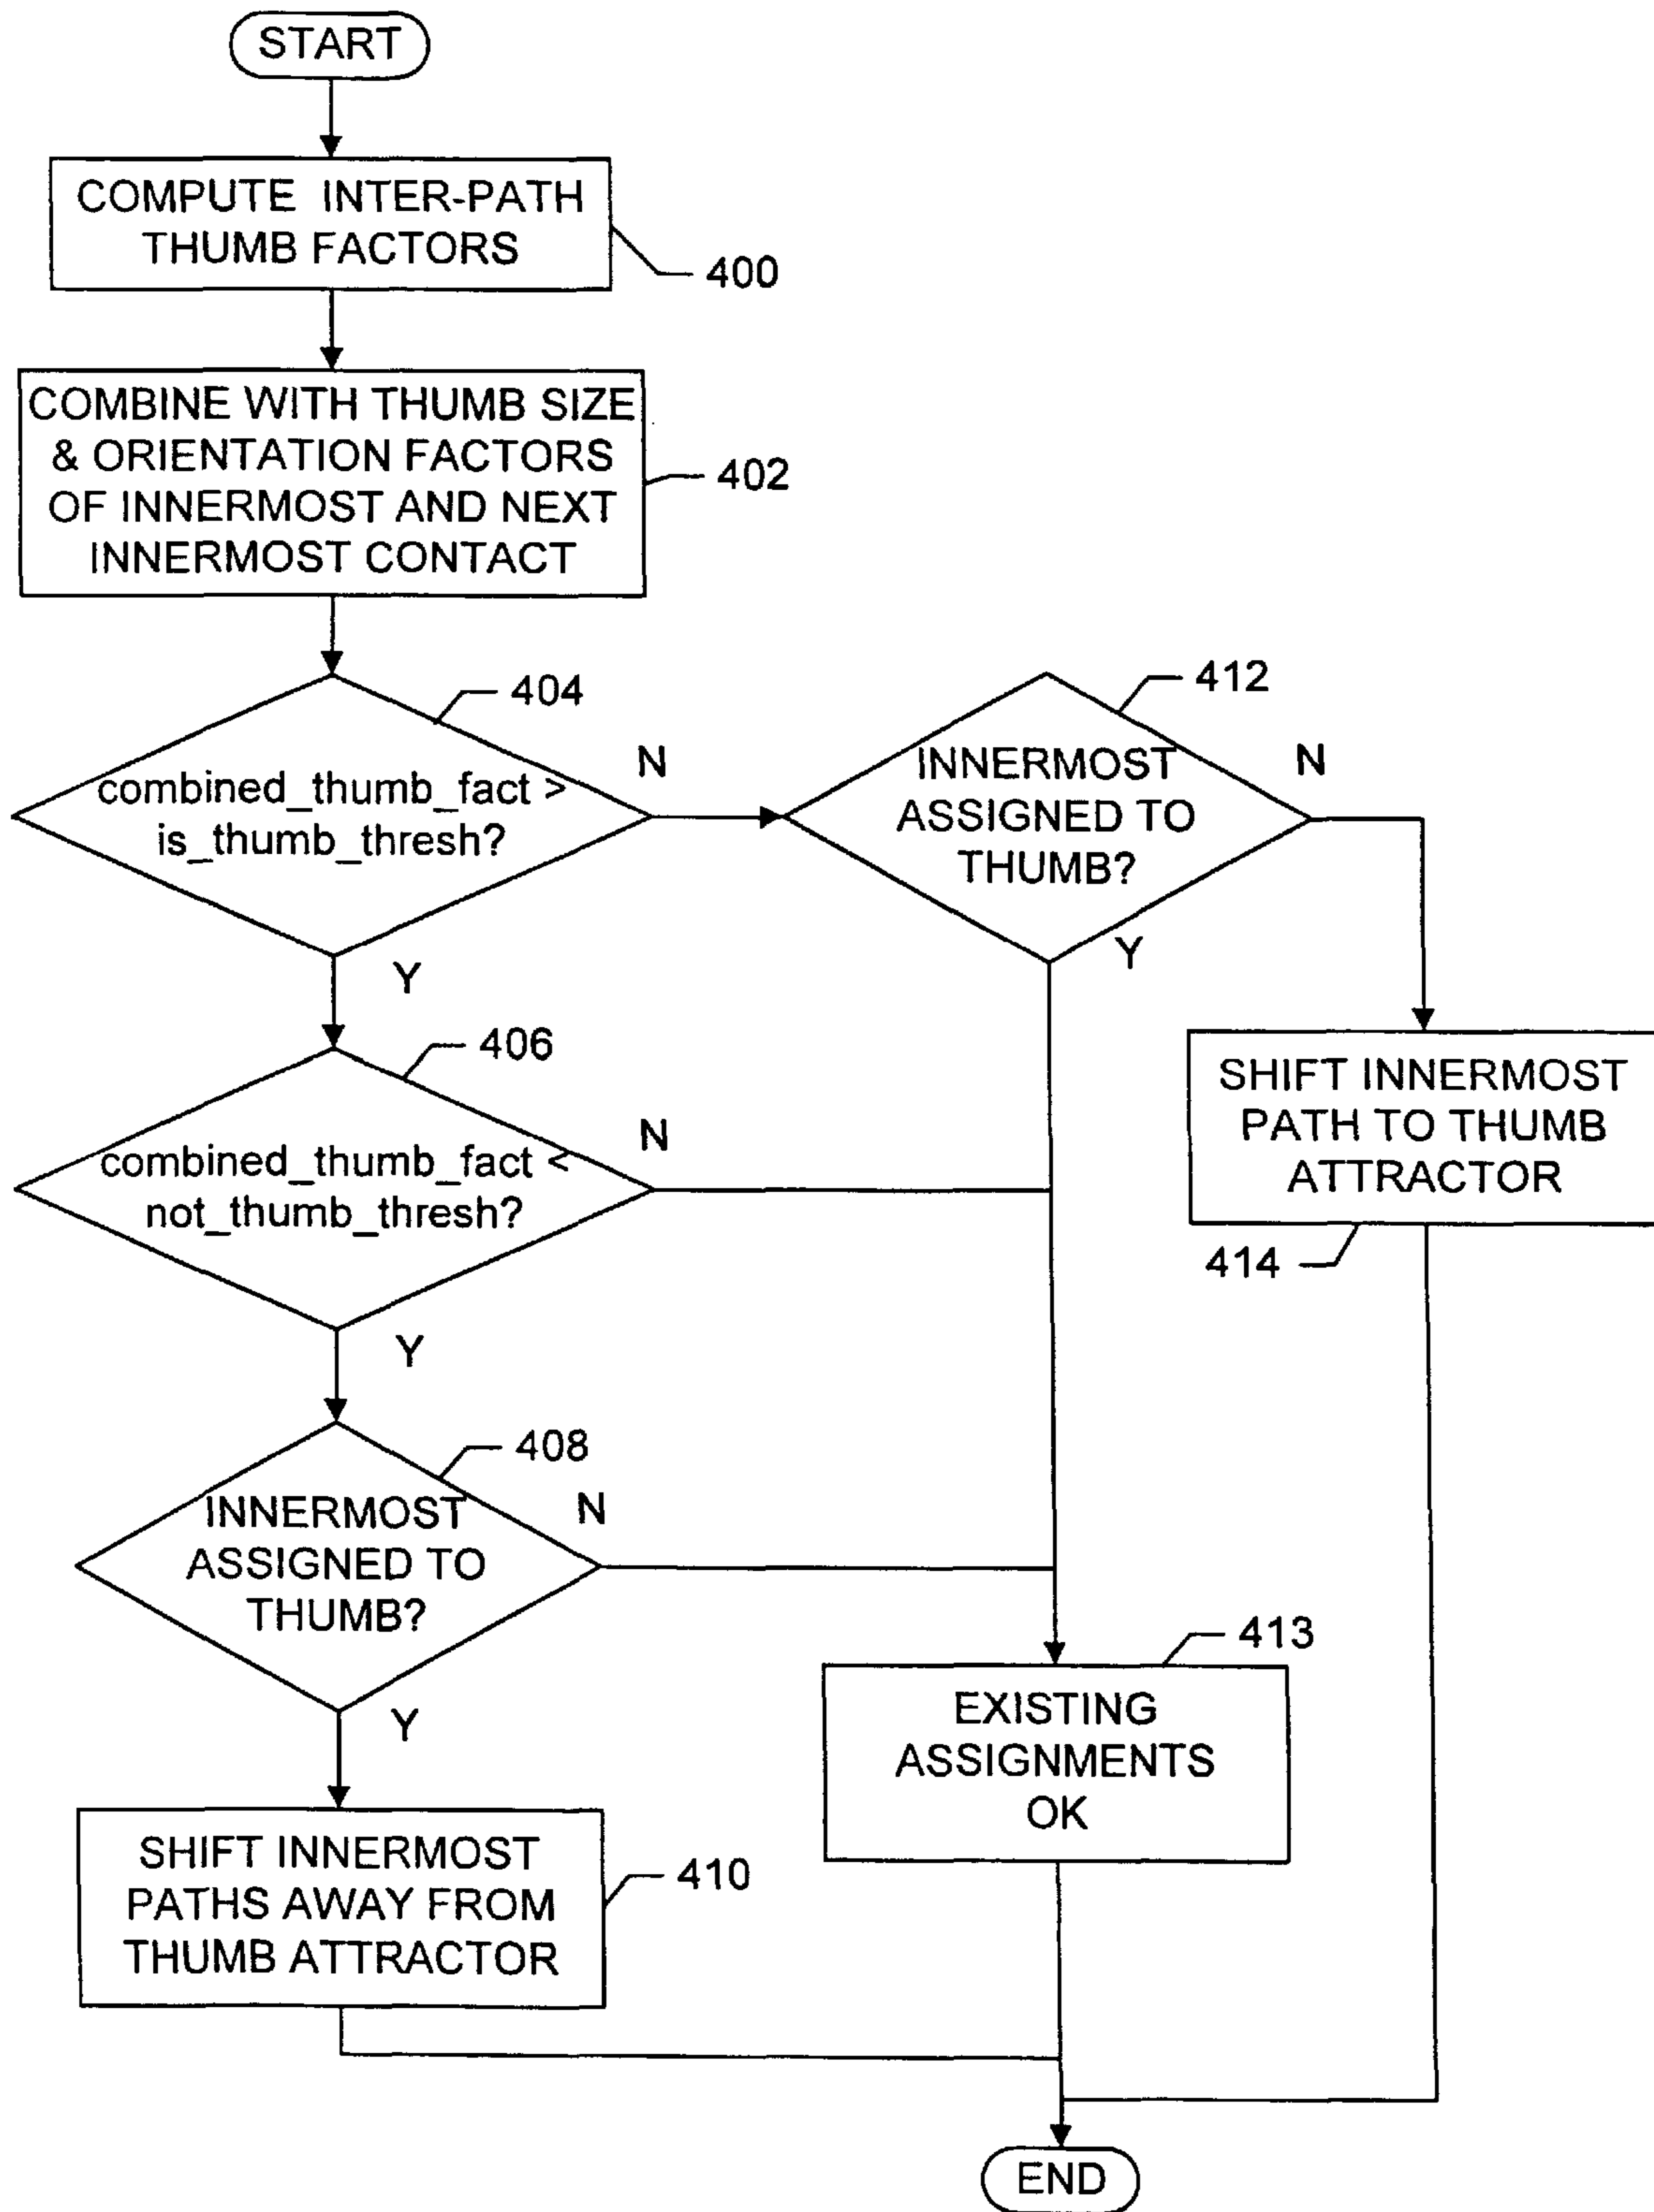 START
COMPUTE INTER-PATH
THUMB FACTORS
400
COMBINE WITH THUMB SIZE
& ORIENTATION FACTORS
OF INNERMOST AND NEXT
INNERMOST CONTACT
402
404
combined_thumb_fact >
is_thumb_thresh?
N
Y
412
INNERMOST
ASSIGNED TO
THUMB?
N
Y
406
combined_thumb_fact <
not_thumb_thresh?
N
Y
SHIFT INNERMOST
PATH TO THUMB
ATTRACTOR
414
408
INNERMOST
ASSIGNED TO
THUMB?
N
Y
413
EXISTING
ASSIGNMENTS
OK
SHIFT INNERMOST
PATHS AWAY FROM
THUMB ATTRACTOR
410
END